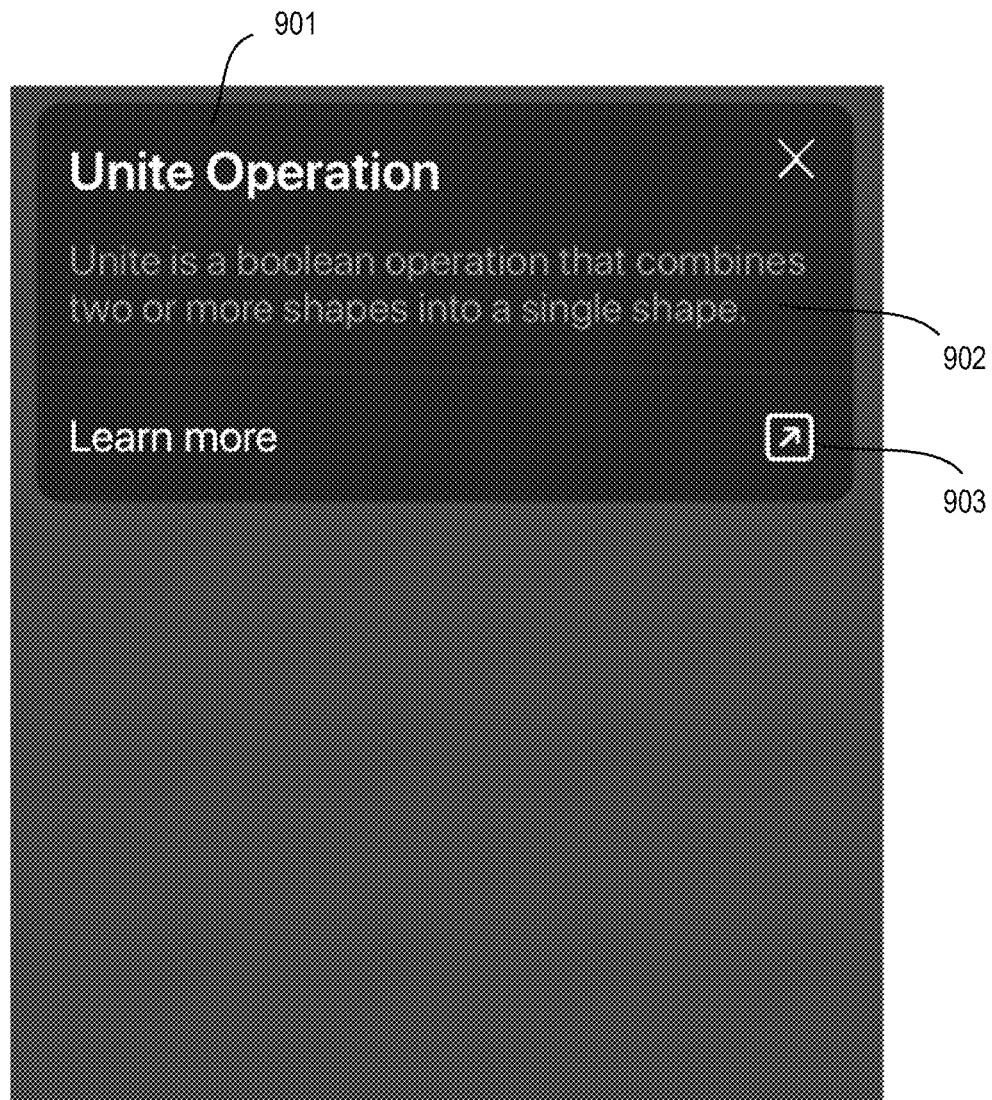 901
Unite Operation
Unite is a boolean operation that combines
two or more shapes into a single shape.
902
Learn more
903